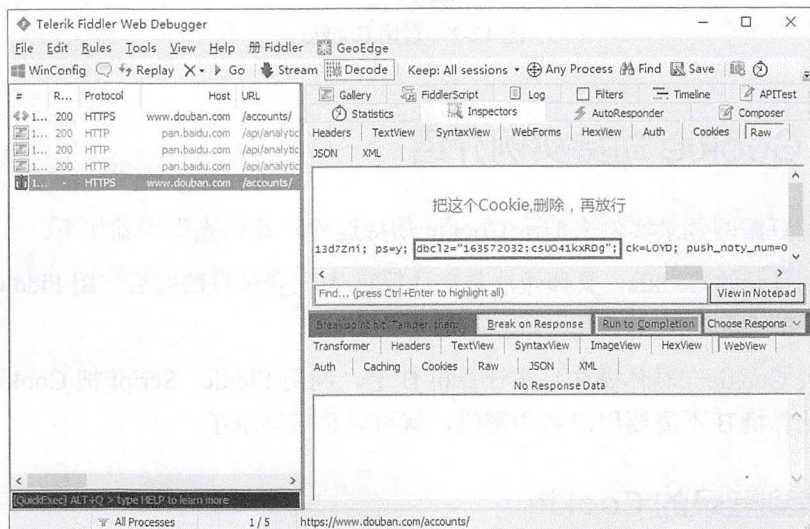 Telerik Fiddler Web Debugger
File Edit Rules Tools View Help 册 Fiddler GeoEdge
WinConfig Replay X Go Stream Decode Keep: All sessions Any Process Find Save
# R... Protocol Host URL
1... 200 HTTPS www.douban.com /accounts/
1... 200 HTTP pan.baidu.com /api/analytic
1... 200 HTTP pan.baidu.com /api/analytic
1... 200 HTTP pan.baidu.com /api/analytic
1... - HTTPS www.douban.com /accounts/
Gallery FiddlerScript Log Filters Timeline APITest
Statistics Inspectors AutoResponder Composer
Headers TextView SyntaxView WebForms HexView Auth Cookies Raw
JSON XML
把这个Cookie,删除，再放行
13d7Zni; ps=y; dbcl2="163572032:csUO41kxRDg"; ck=LOYD; push_noty_num=0
Find... (press Ctrl+Enter to highlight all) View in Notepad
Breakpoint hit. Tamper, then: Break on Response Run to Completion Choose Respons
Transformer Headers TextView SyntaxView ImageView HexView WebView
Auth Caching Cookies Raw JSON XML
No Response Data
[QuickExec] ALT+Q > type HELP to learn more
All Processes 1 / 5 https://www.douban.com/accounts/